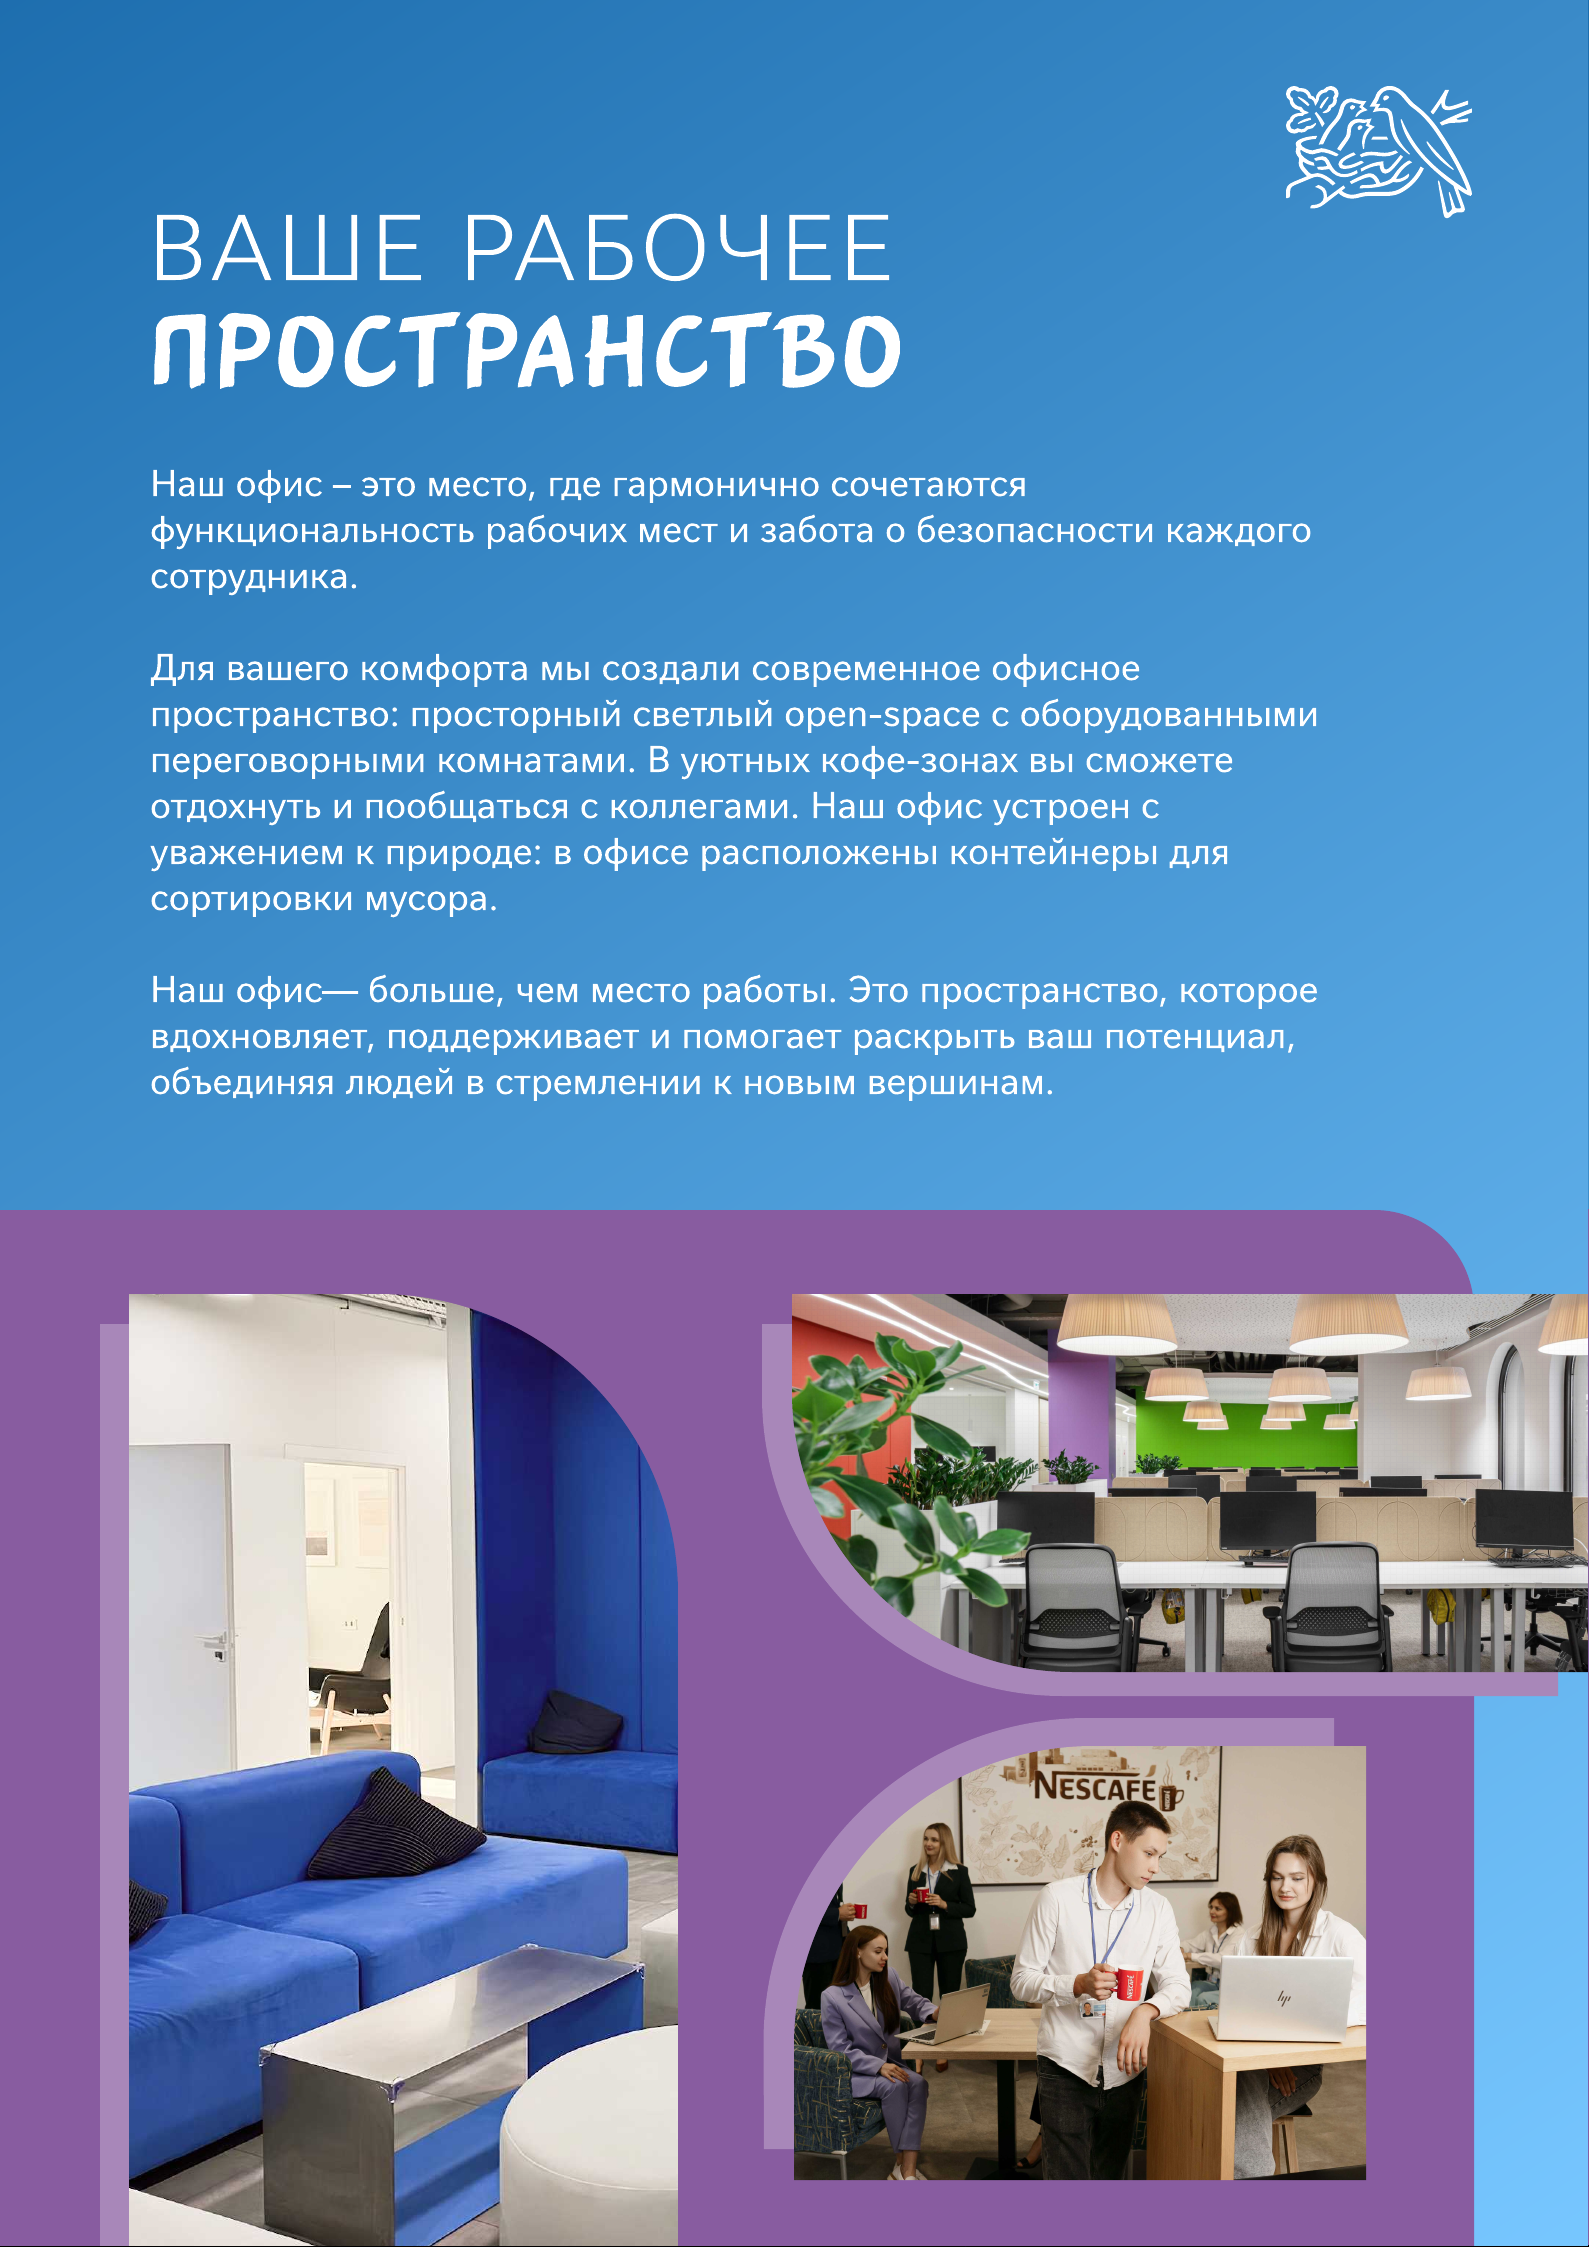 ВАШЕ РАБОЧЕЕ
ПРОСТРАНСТВО
Наш офис – это место, где гармонично сочетаются
функциональность рабочих мест и забота о безопасности каждого
сотрудника.
Для вашего комфорта мы создали современное офисное
пространство: просторный светлый open-space с оборудованными
переговорными комнатами. В уютных кофе-зонах вы сможете
отдохнуть и пообщаться с коллегами. Наш офис устроен с
уважением к природе: в офисе расположены контейнеры для
сортировки мусора.
Наш офис— больше, чем место работы. Это пространство, которое
вдохновляет, поддерживает и помогает раскрыть ваш потенциал,
объединяя людей в стремлении к новым вершинам.
NESCAFÉ
NESCAFÉ
hp